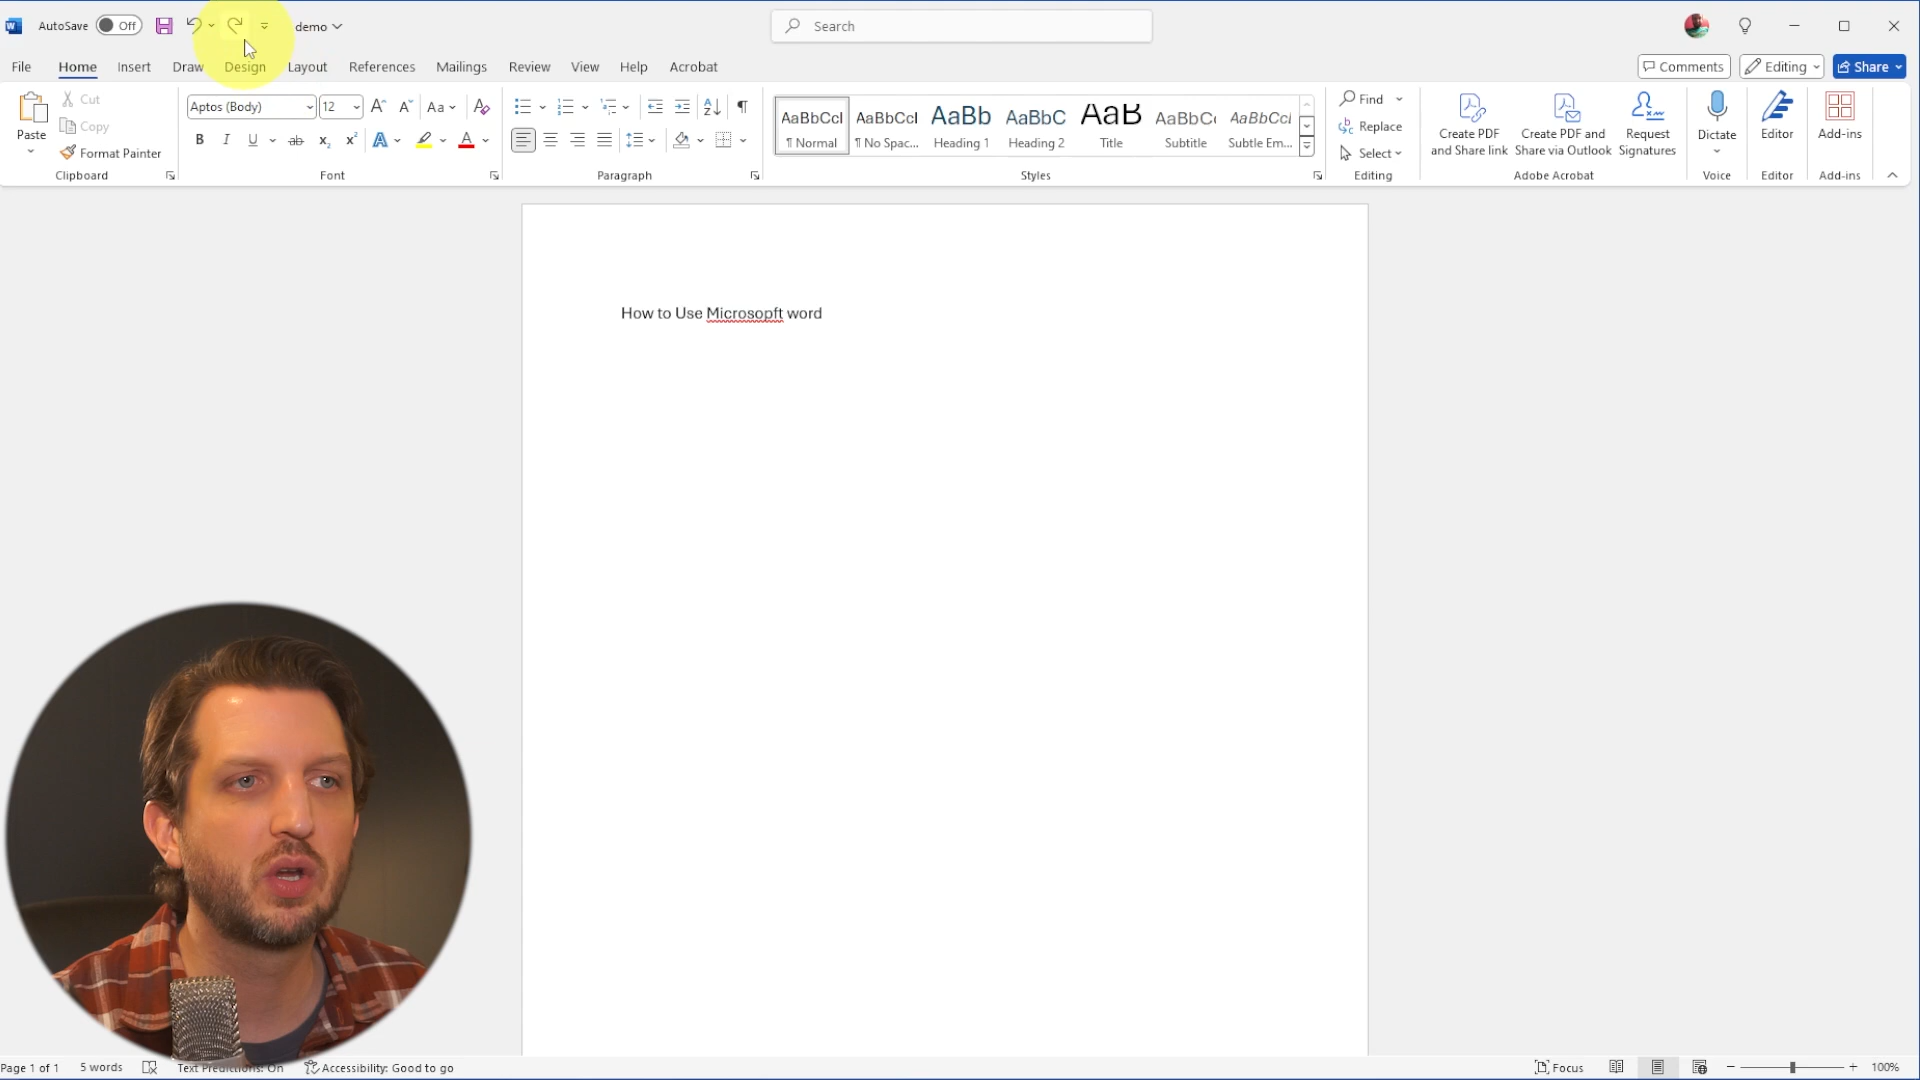 AutoSave Off demo Search
File Home Insert Draw Design Layout References Mailings Review View Help Acrobat Comments Editing Share
Paste
Cut
Copy
Format Painter
Clipboard
Aptos (Body) 12
Font
Paragraph
AaBbCcI AaBbCcI AaBb AaBbC AaB AaBbCc AaBbCcI
¶ Normal ¶ No Spac... Heading 1 Heading 2 Title Subtitle Subtle Em...
Styles
Find
Replace
Select
Editing
Create PDF
and Share link
Create PDF and
Share via Outlook
Request
Signatures
Adobe Acrobat
Dictate
Voice
Editor
Editor
Add-ins
Add-ins
How to Use Microsopft word
Page 1 of 1 5 words Text Predictions: On Accessibility: Good to go Focus 100%